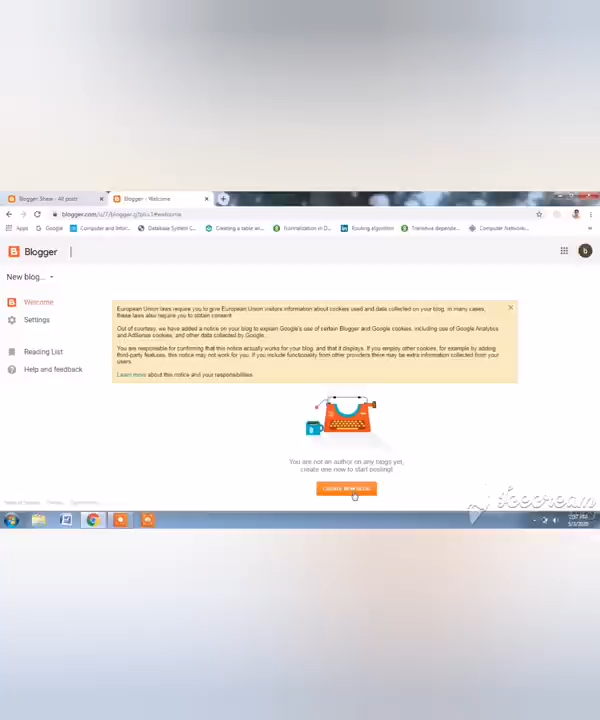 Blogger: Shaw - All posts
Blogger: - Welcome
blogger.com/u/7/blogger.g?pli=1#welcome
Apps
Google
Computer and Infor...
Database System C...
Creating a table an...
Normalization in D...
Routing algorithm
Transitive depende...
Computer Network...
Blogger
b
New blog...
Welcome
Settings
Reading List
Help and feedback
European Union laws require you to give European Union visitors information about cookies used and data collected on your blog. In many cases,
these laws also require you to obtain consent.
Out of courtesy, we have added a notice on your blog to explain Google's use of certain Blogger and Google cookies, including use of Google Analytics
and AdSense cookies, and other data collected by Google.
You are responsible for confirming that this notice actually works for your blog, and that it displays. If you employ other cookies, for example by adding
third-party features, this notice may not work for you. If you include functionality from other providers there may be extra information collected from your
users.
Learn more about this notice and your responsibilities.
You are not an author on any blogs yet,
create one now to start posting!
CREATE NEW BLOG
Terms of Service
Privacy
Icecream